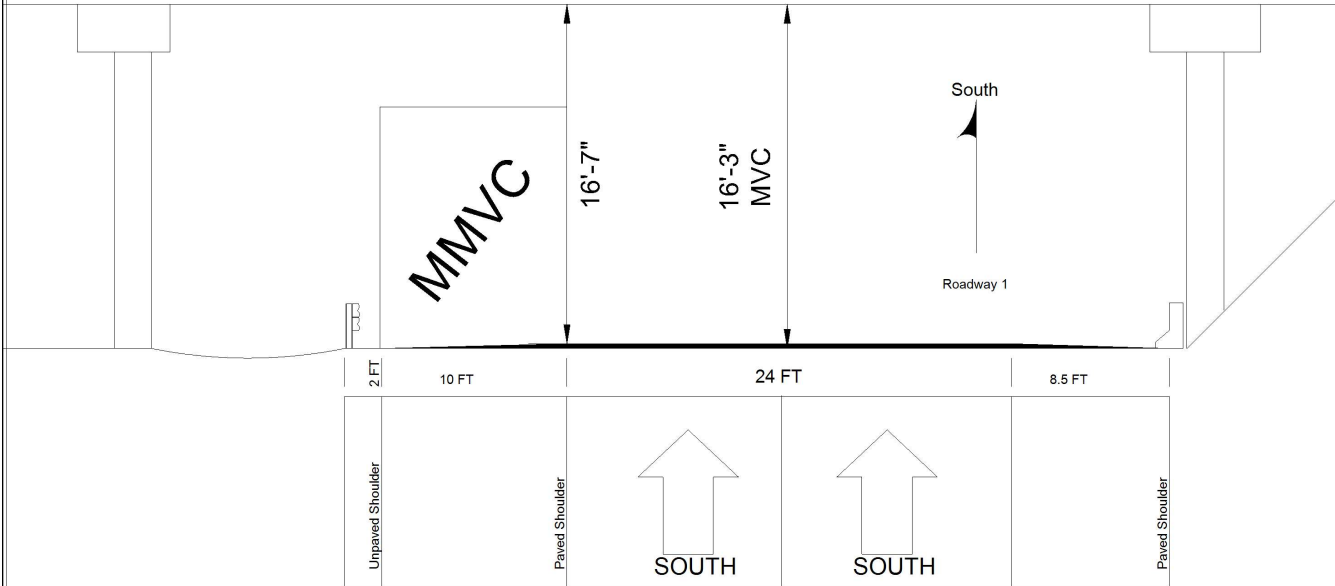 South
16'-7"
16'-3"
MVC
MMVC
Roadway 1
2 FT
10 FT
24 FT
8.5 FT
Unpaved Shoulder
Paved Shoulder
Paved Shoulder
SOUTH
SOUTH